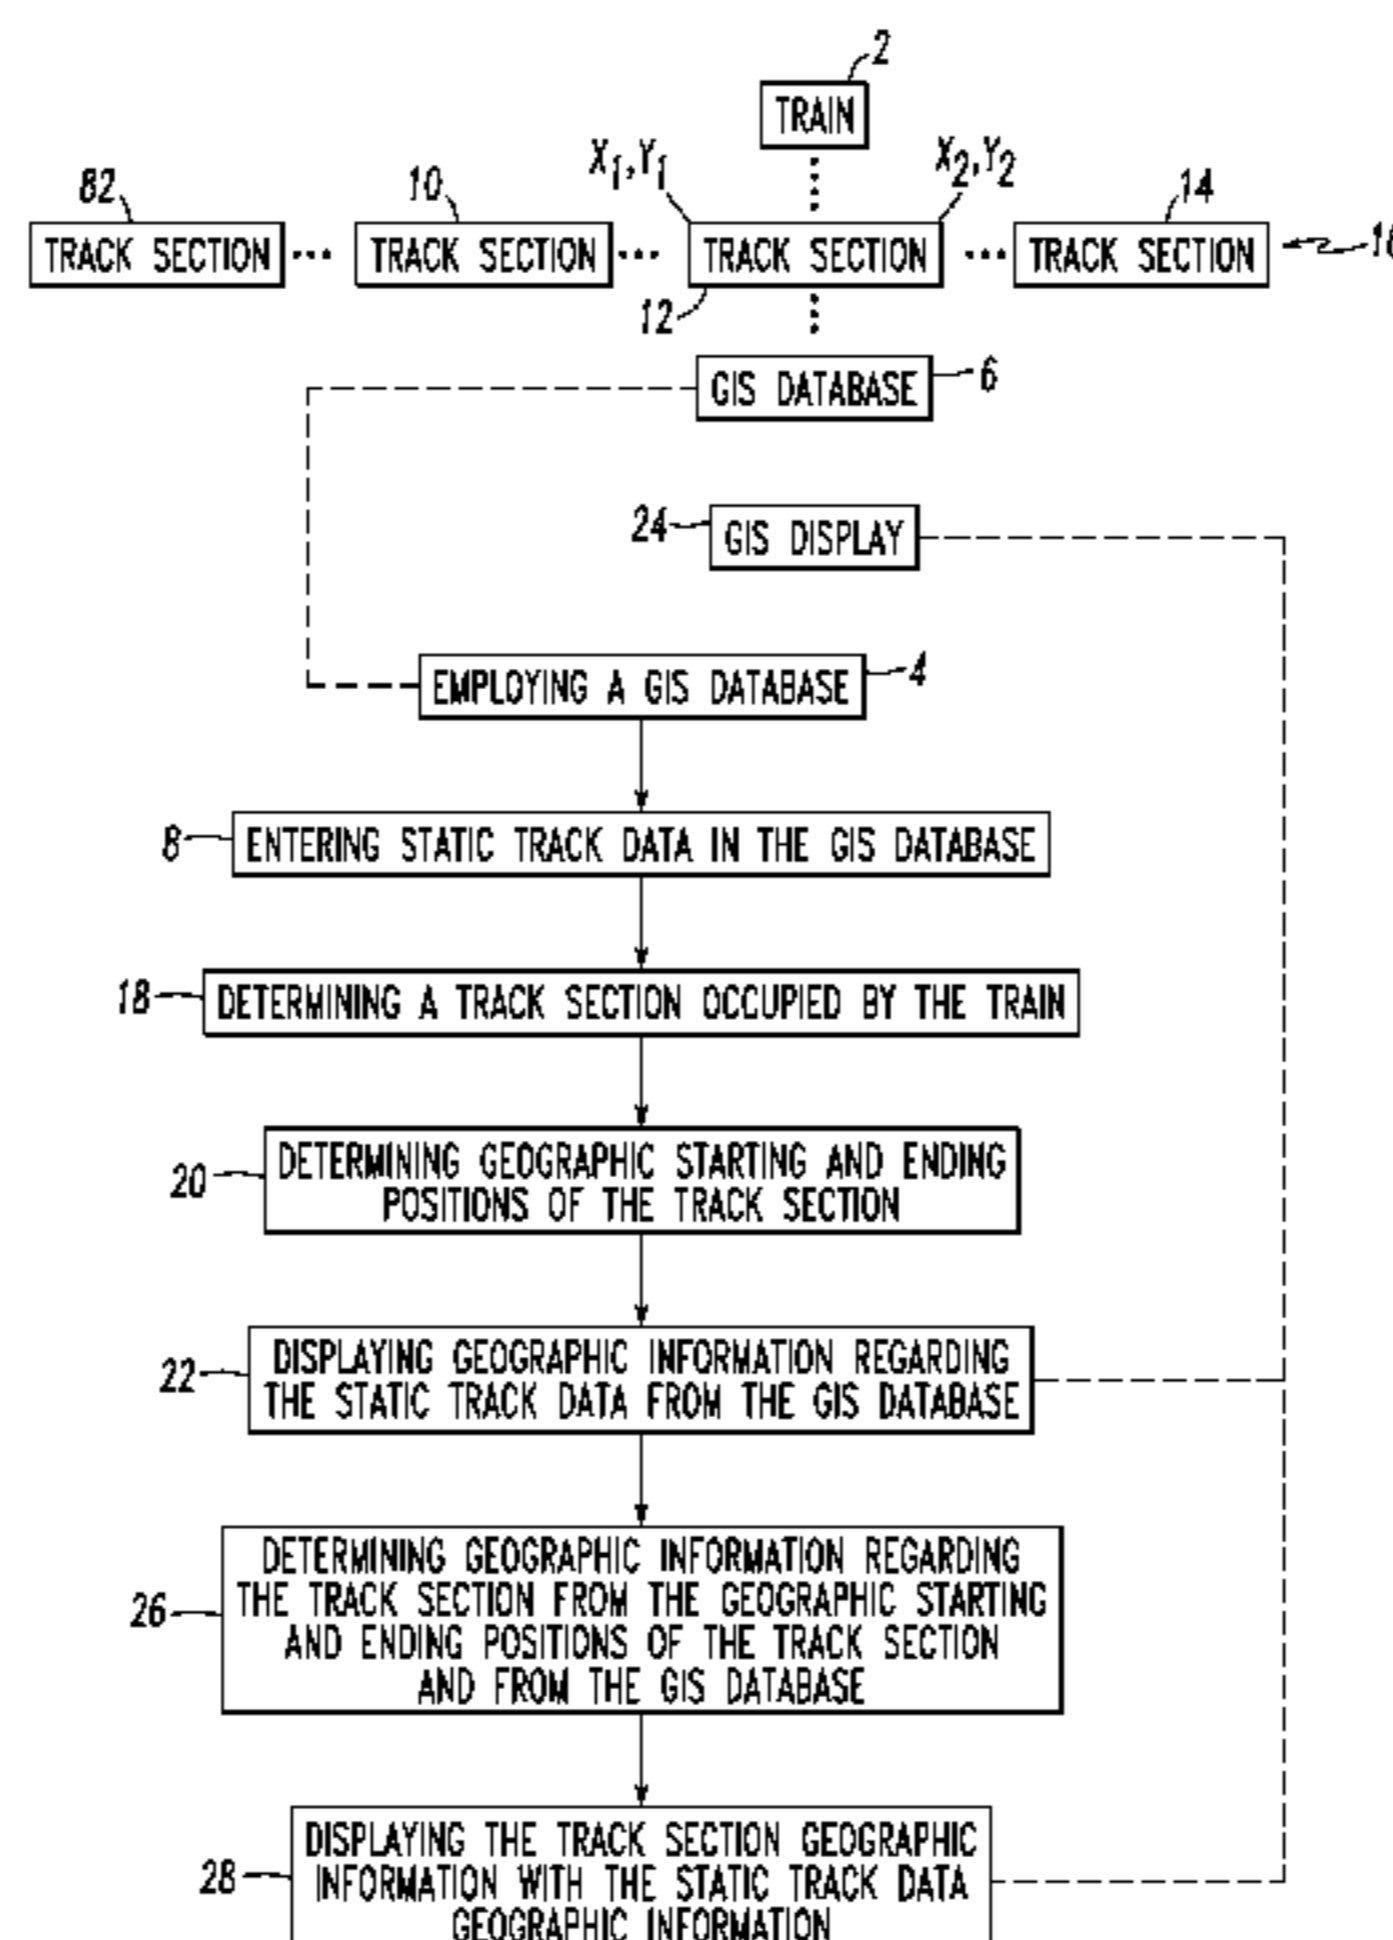 2
TRAIN
X1,Y1
X2,Y2
82
10
14
TRACK SECTION ... TRACK SECTION ... TRACK SECTION ... TRACK SECTION
12
GIS DATABASE
6
24
GIS DISPLAY
EMPLOYING A GIS DATABASE
4
8
ENTERING STATIC TRACK DATA IN THE GIS DATABASE
18
DETERMINING A TRACK SECTION OCCUPIED BY THE TRAIN
20
DETERMINING GEOGRAPHIC STARTING AND ENDING
POSITIONS OF THE TRACK SECTION
22
DISPLAYING GEOGRAPHIC INFORMATION REGARDING
THE STATIC TRACK DATA FROM THE GIS DATABASE
26
DETERMINING GEOGRAPHIC INFORMATION REGARDING
THE TRACK SECTION FROM THE GEOGRAPHIC STARTING
AND ENDING POSITIONS OF THE TRACK SECTION
AND FROM THE GIS DATABASE
28
DISPLAYING THE TRACK SECTION GEOGRAPHIC
INFORMATION WITH THE STATIC TRACK DATA
GEOGRAPHIC INFORMATION